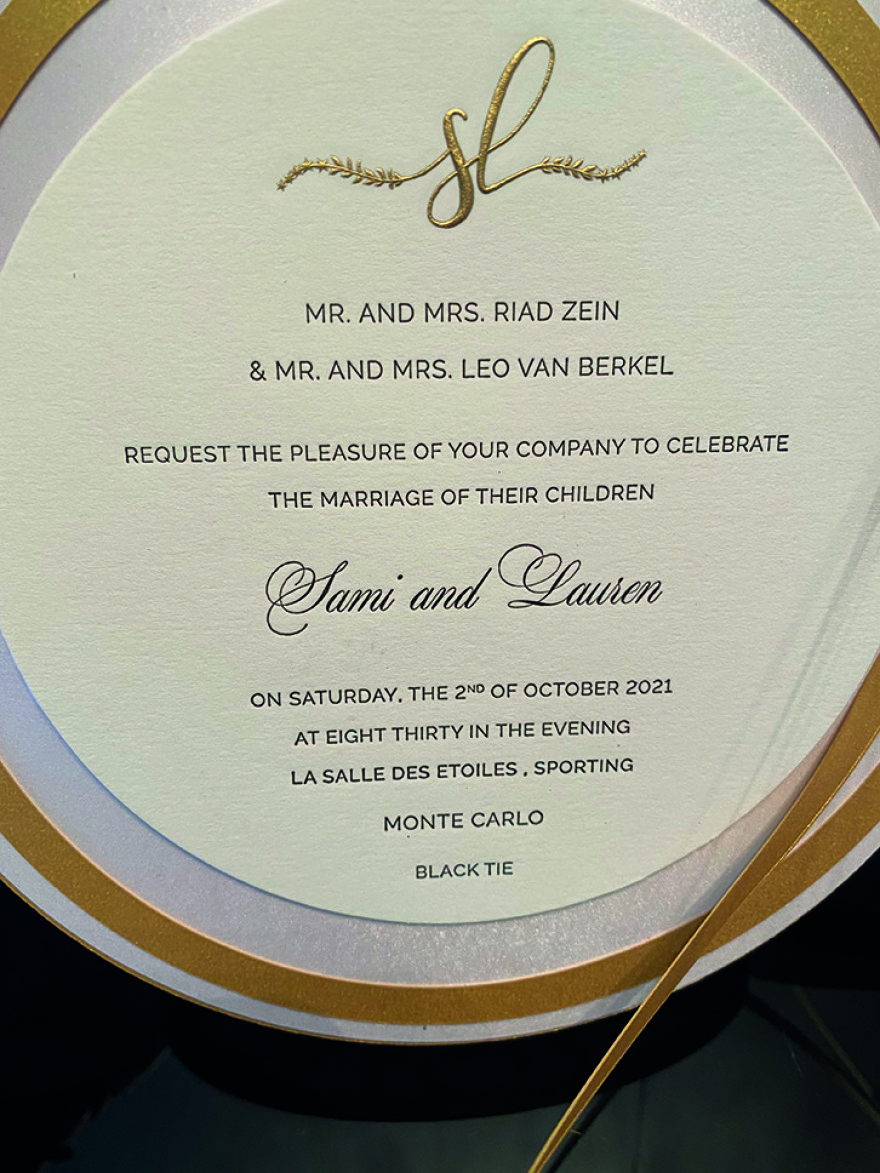 sl
MR. AND MRS. RIAD ZEIN
& MR. AND MRS. LEO VAN BERKEL
REQUEST THE PLEASURE OF YOUR COMPANY TO CELEBRATE
THE MARRIAGE OF THEIR CHILDREN
Sami and Lauren
ON SATURDAY, THE 2ND OF OCTOBER 2021
AT EIGHT THIRTY IN THE EVENING
LA SALLE DES ETOILES , SPORTING
MONTE CARLO
BLACK TIE